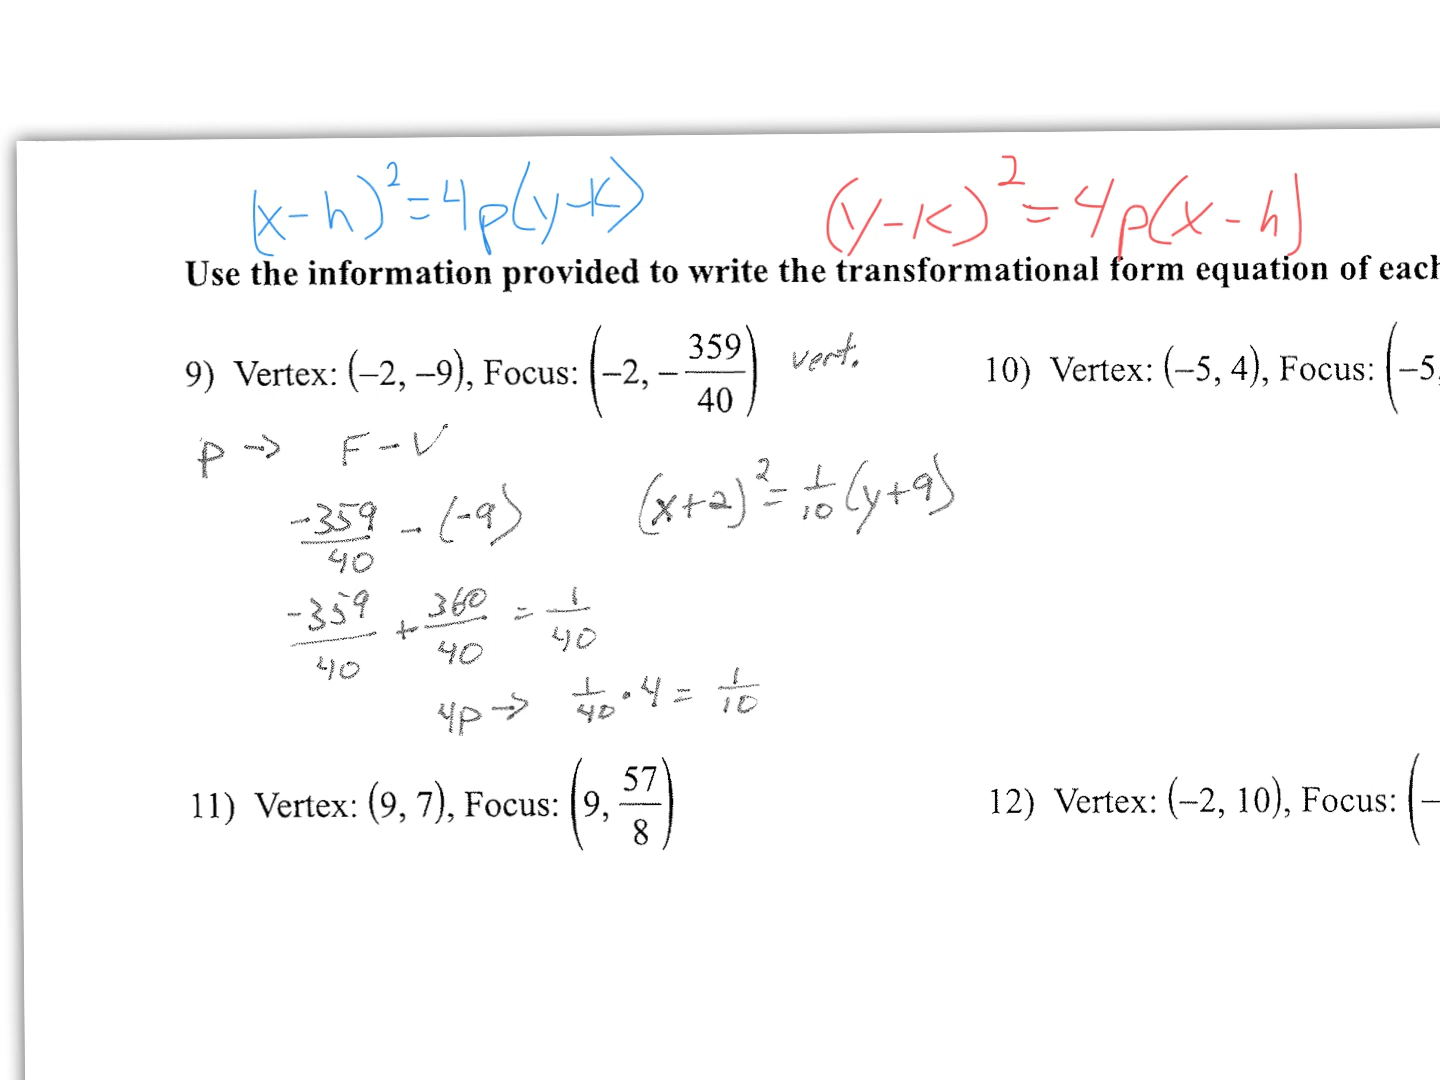 (x-h)²=4p(y-k)
(y-k)²=4p(x-h)
Use the information provided to write the transformational form equation of each
9) Vertex: (−2, −9), Focus: (−2, −359/40) vert.
10) Vertex: (−5, 4), Focus: (−5,
p → F-V
-359/40 - (-9)
(x+2)²=1/10(y+9)
-359/40 + 360/40 = 1/40
4p → 1/40 • 4 = 1/10
11) Vertex: (9, 7), Focus: (9, 57/8)
12) Vertex: (−2, 10), Focus: (−